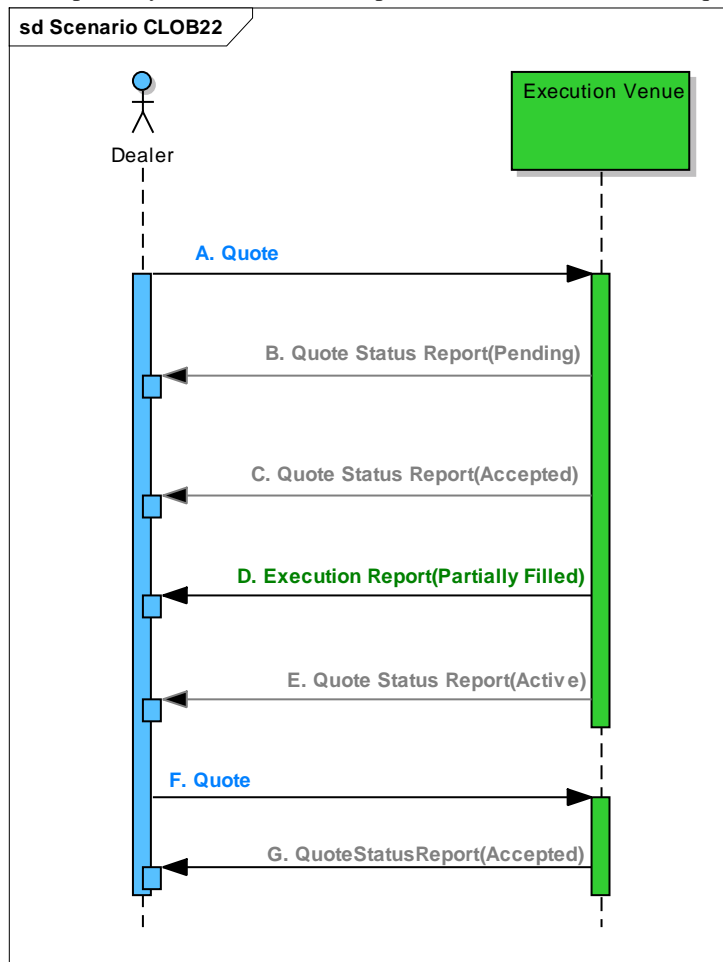 sd Scenario CLOB22
Execution Venue
Dealer
A. Quote
B. Quote Status Report(Pending)
C. Quote Status Report(Accepted)
D. Execution Report(Partially Filled)
E. Quote Status Report(Active)
F. Quote
G. QuoteStatusReport(Accepted)